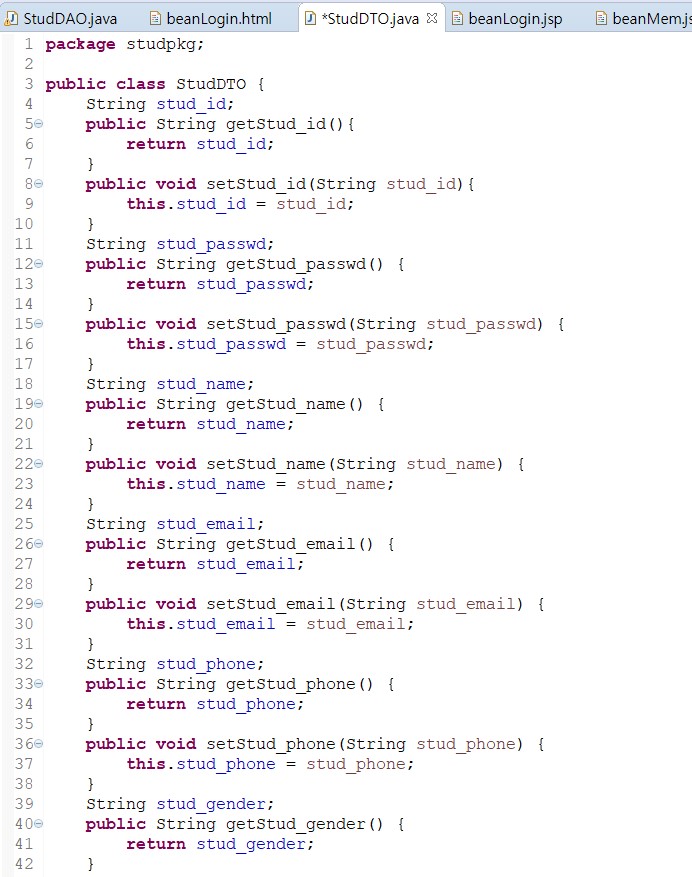 StudDAO.java beanLogin.html *StudDTO.java beanLogin.jsp beanMem.js
1 package studpkg;
2
3 public class StudDTO {
4     String stud_id;
5     public String getStud_id(){
6         return stud_id;
7     }
8     public void setStud_id(String stud_id){
9         this.stud_id = stud_id;
10     }
11     String stud_passwd;
12     public String getStud_passwd() {
13         return stud_passwd;
14     }
15     public void setStud_passwd(String stud_passwd) {
16         this.stud_passwd = stud_passwd;
17     }
18     String stud_name;
19     public String getStud_name() {
20         return stud_name;
21     }
22     public void setStud_name(String stud_name) {
23         this.stud_name = stud_name;
24     }
25     String stud_email;
26     public String getStud_email() {
27         return stud_email;
28     }
29     public void setStud_email(String stud_email) {
30         this.stud_email = stud_email;
31     }
32     String stud_phone;
33     public String getStud_phone() {
34         return stud_phone;
35     }
36     public void setStud_phone(String stud_phone) {
37         this.stud_phone = stud_phone;
38     }
39     String stud_gender;
40     public String getStud_gender() {
41         return stud_gender;
42     }